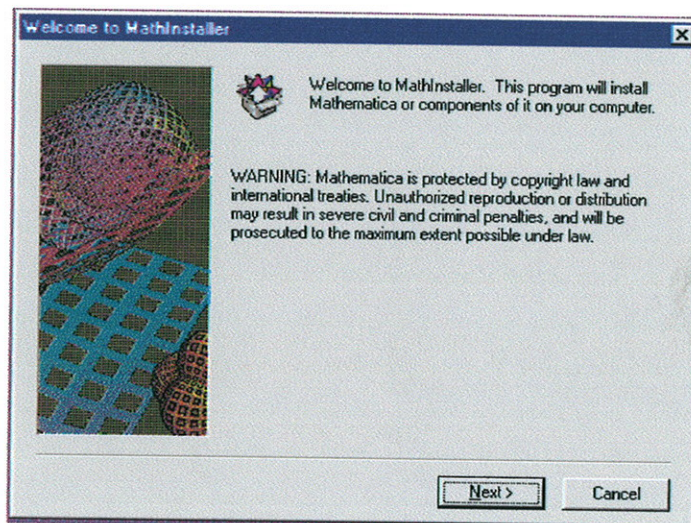 Welcome to MathInstaller
Welcome to MathInstaller. This program will install
Mathematica or components of it on your computer.
WARNING: Mathematica is protected by copyright law and
international treaties. Unauthorized reproduction or distribution
may result in severe civil and criminal penalties, and will be
prosecuted to the maximum extent possible under law.
Next >
Cancel